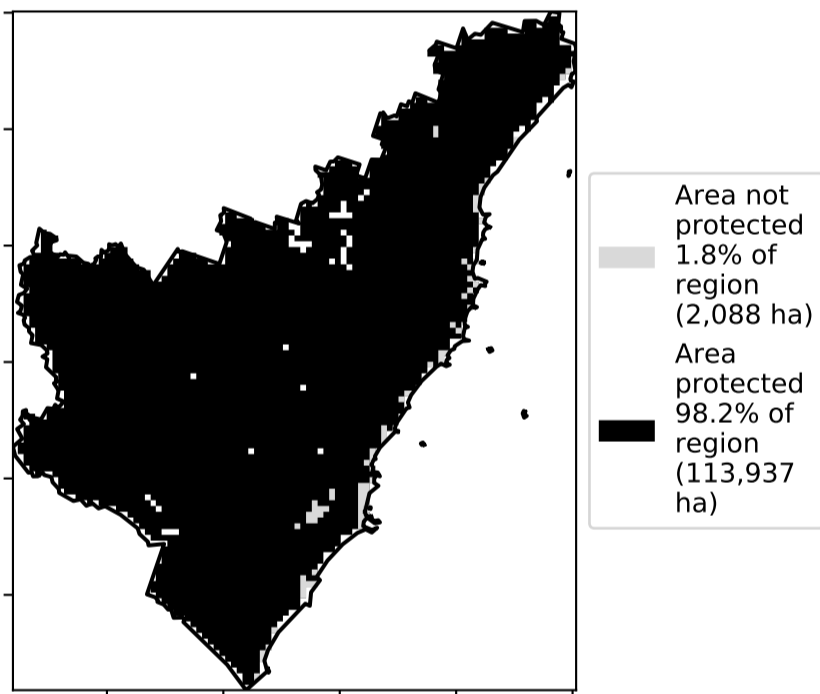 Area not
protected
1.8% of
region
(2,088 ha)
Area
protected
98.2% of
region
(113,937
ha)